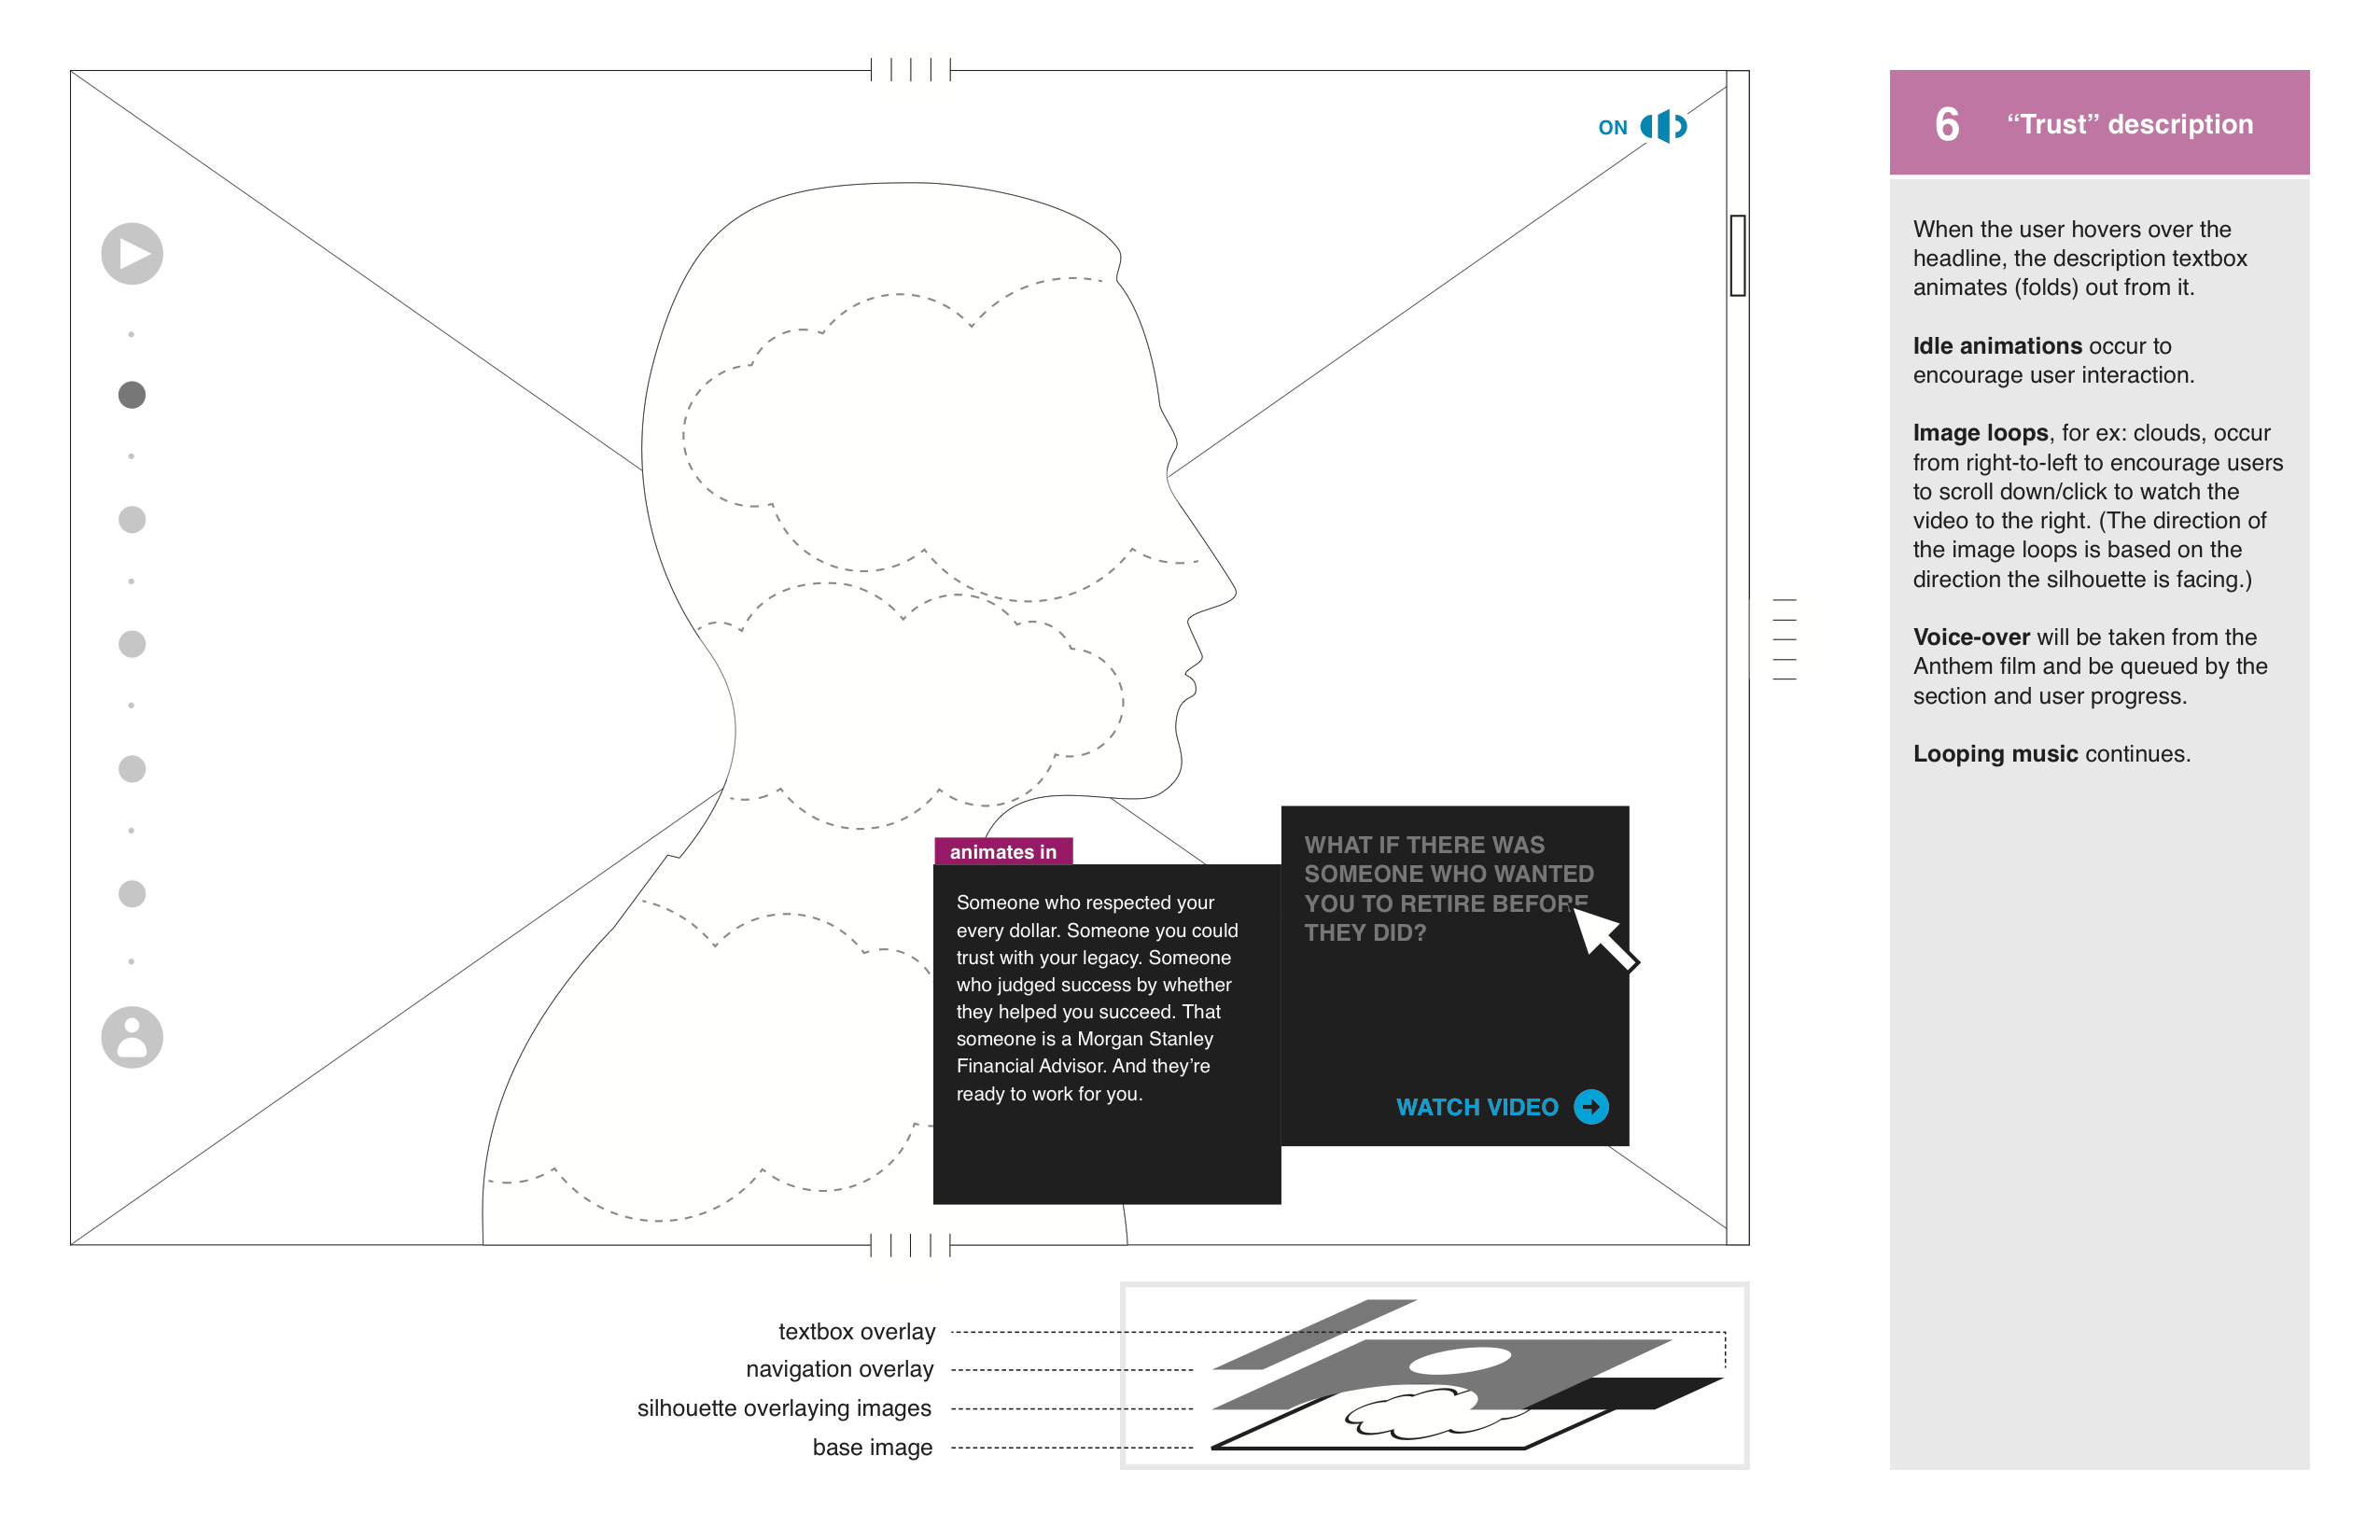 ON
animates in
Someone who respected your
every dollar. Someone you could
trust with your legacy. Someone
who judged success by whether
they helped you succeed. That
someone is a Morgan Stanley
Financial Advisor. And they’re
ready to work for you.
WHAT IF THERE WAS
SOMEONE WHO WANTED
YOU TO RETIRE BEFORE
THEY DID?
WATCH VIDEO
textbox overlay
navigation overlay
silhouette overlaying images
base image
6 “Trust” description
When the user hovers over the
headline, the description textbox
animates (folds) out from it.
Idle animations occur to
encourage user interaction.
Image loops, for ex: clouds, occur
from right-to-left to encourage users
to scroll down/click to watch the
video to the right. (The direction of
the image loops is based on the
direction the silhouette is facing.)
Voice-over will be taken from the
Anthem film and be queued by the
section and user progress.
Looping music continues.